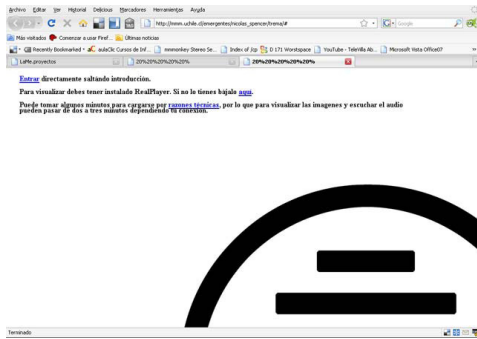 Archivo Editar Ver Historial Delicious Marcadores Herramientas Ayuda
http://www.uchile.cl/emergentes/nicolas_spencer/trema/# Google
Más visitados Comenzar a usar Firef... Últimas noticias
Recently Bookmarked aulaClic Cursos de Inf... mmmonkey Stereo Se... Index of /op D 171 Worstspace YouTube - TeleVilla Ab... Microsoft Vista Office07
LaMe.proyectos 20%20%20%20%20% 20%20%20%20%20%20%
Entrar directamente saltándo introducción.
Para visualizar debes tener instalado RealPlayer. Si no lo tienes bájalo aquí.
Puede tomar algunos minutos para cargarse por razones técnicas, por lo que para visualizar las imagenes y escuchar el audio
pueden pasar de dos a tres minutos dependiendo tu conexión.
Terminado